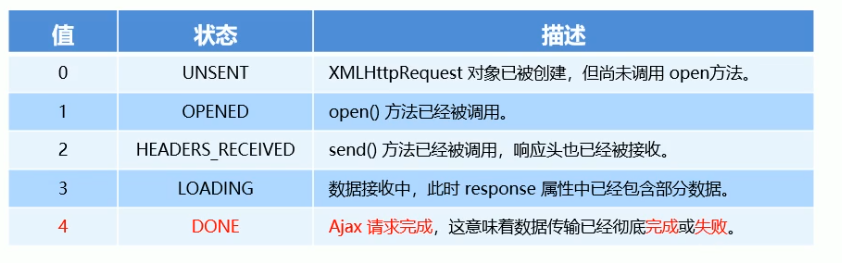 值 状态 描述
0 UNSENT XMLHttpRequest 对象已被创建，但尚未调用 open方法。
1 OPENED open() 方法已经被调用。
2 HEADERS_RECEIVED send() 方法已经被调用，响应头也已经被接收。
3 LOADING 数据接收中，此时 response 属性中已经包含部分数据。
4 DONE Ajax 请求完成，这意味着数据传输已经彻底完成或失败。